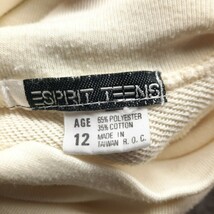 ESPRIT TEENS
AGE
12
65% POLYESTER
35% COTTON
MADE IN
TAIWAN R.O.C.